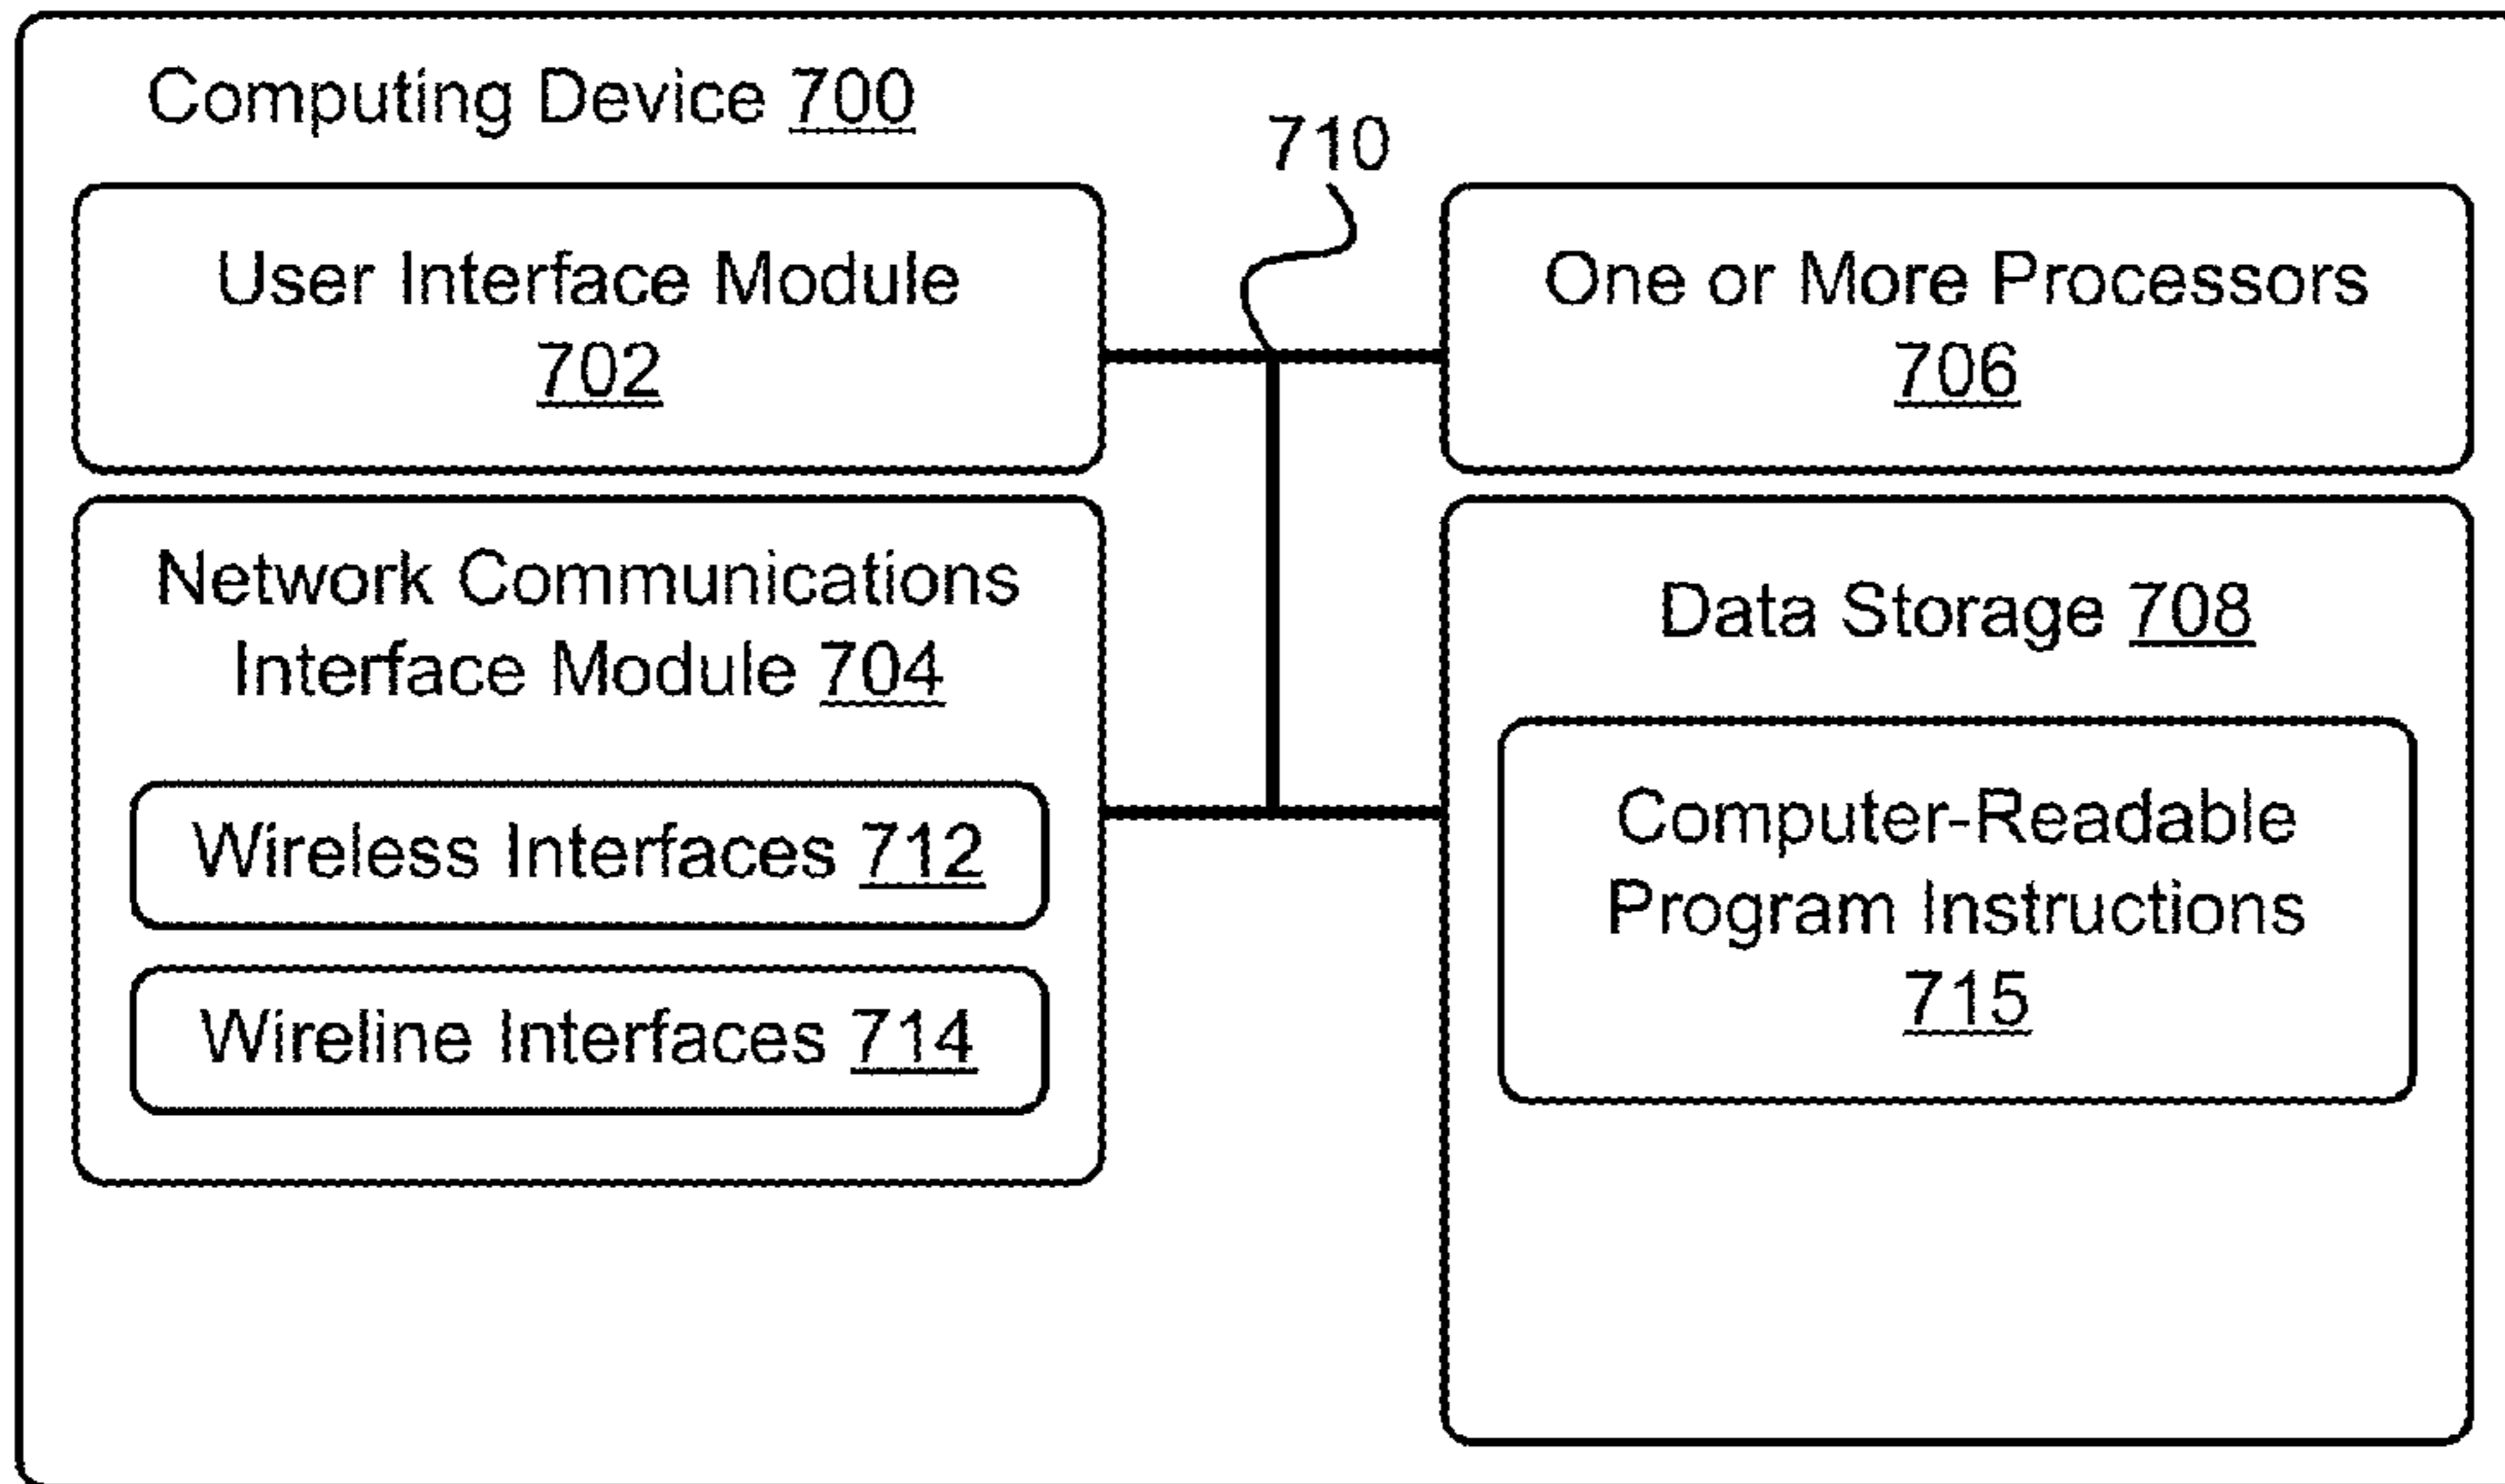 Computing Device 700
710
User Interface Module
702
One or More Processors
706
Network Communications
Interface Module 704
Wireless Interfaces 712
Wireline Interfaces 714
Data Storage 708
Computer-Readable
Program Instructions
715